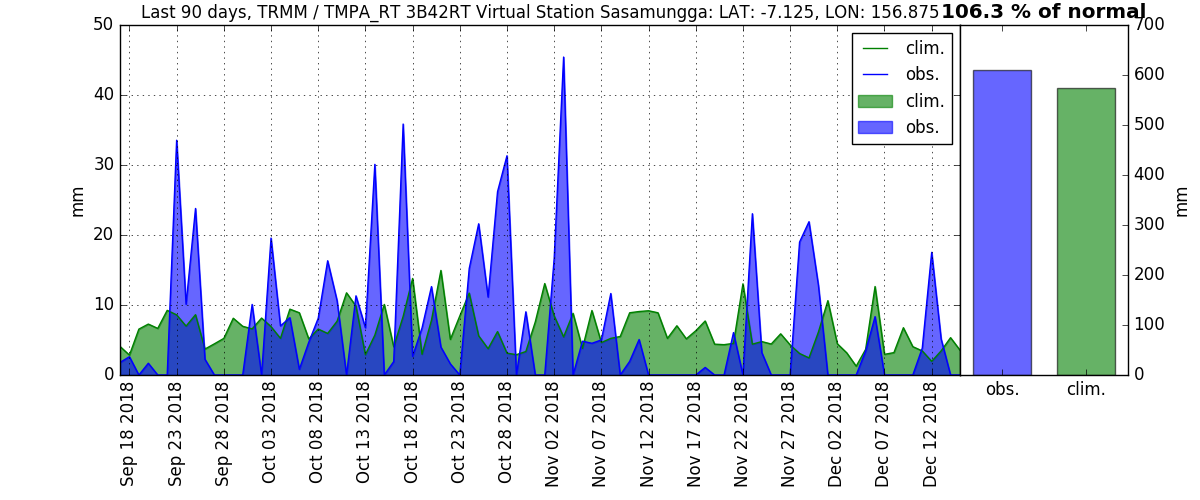 Last 90 days, TRMM / TMPA_RT 3B42RT Virtual Station Sasamungga: LAT: -7.125, LON: 156.875
106.3 % of normal
50
40
30
20
10
0
mm
clim.
obs.
clim.
obs.
700
600
500
400
300
200
100
0
mm
obs.
clim.
Sep 18 2018
Sep 23 2018
Sep 28 2018
Oct 03 2018
Oct 08 2018
Oct 13 2018
Oct 18 2018
Oct 23 2018
Oct 28 2018
Nov 02 2018
Nov 07 2018
Nov 12 2018
Nov 17 2018
Nov 22 2018
Nov 27 2018
Dec 02 2018
Dec 07 2018
Dec 12 2018